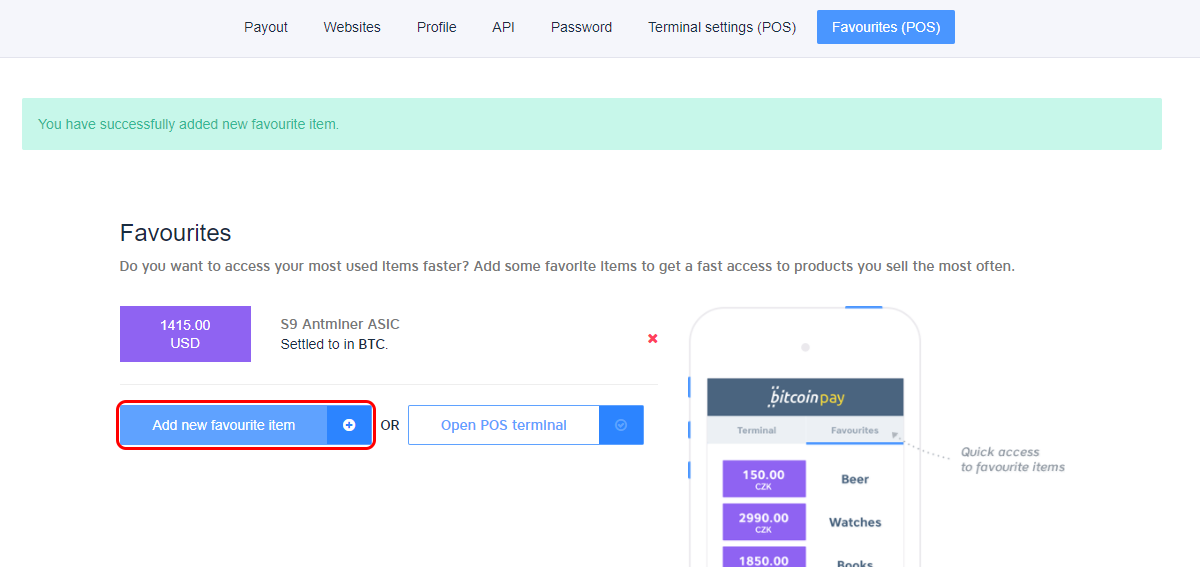 Payout Websites Profile API Password Terminal settings (POS) Favourites (POS)
You have successfully added new favourite item.
Favourites
Do you want to access your most used items faster? Add some favorite items to get a fast access to products you sell the most often.
1415.00
USD
S9 Antminer ASIC
Settled to in BTC.
Add new favourite item OR Open POS terminal
bitcoinpay
Terminal Favourites
Quick access
to favourite items
150.00
CZK
Beer
2990.00
CZK
Watches
1850.00
Books